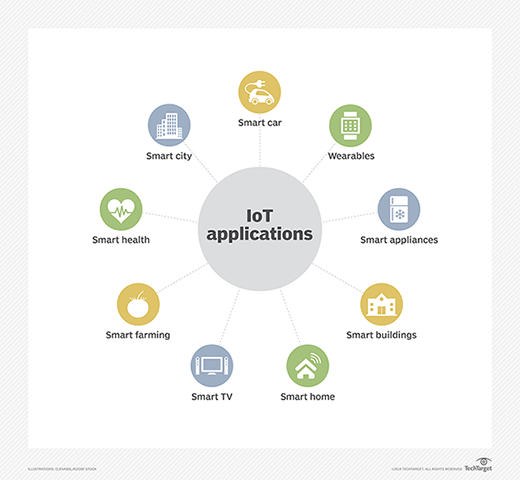 Smart car
Smart city
Wearables
IoT
applications
Smart health
Smart appliances
Smart farming
Smart buildings
Smart TV
Smart home
TechTarget